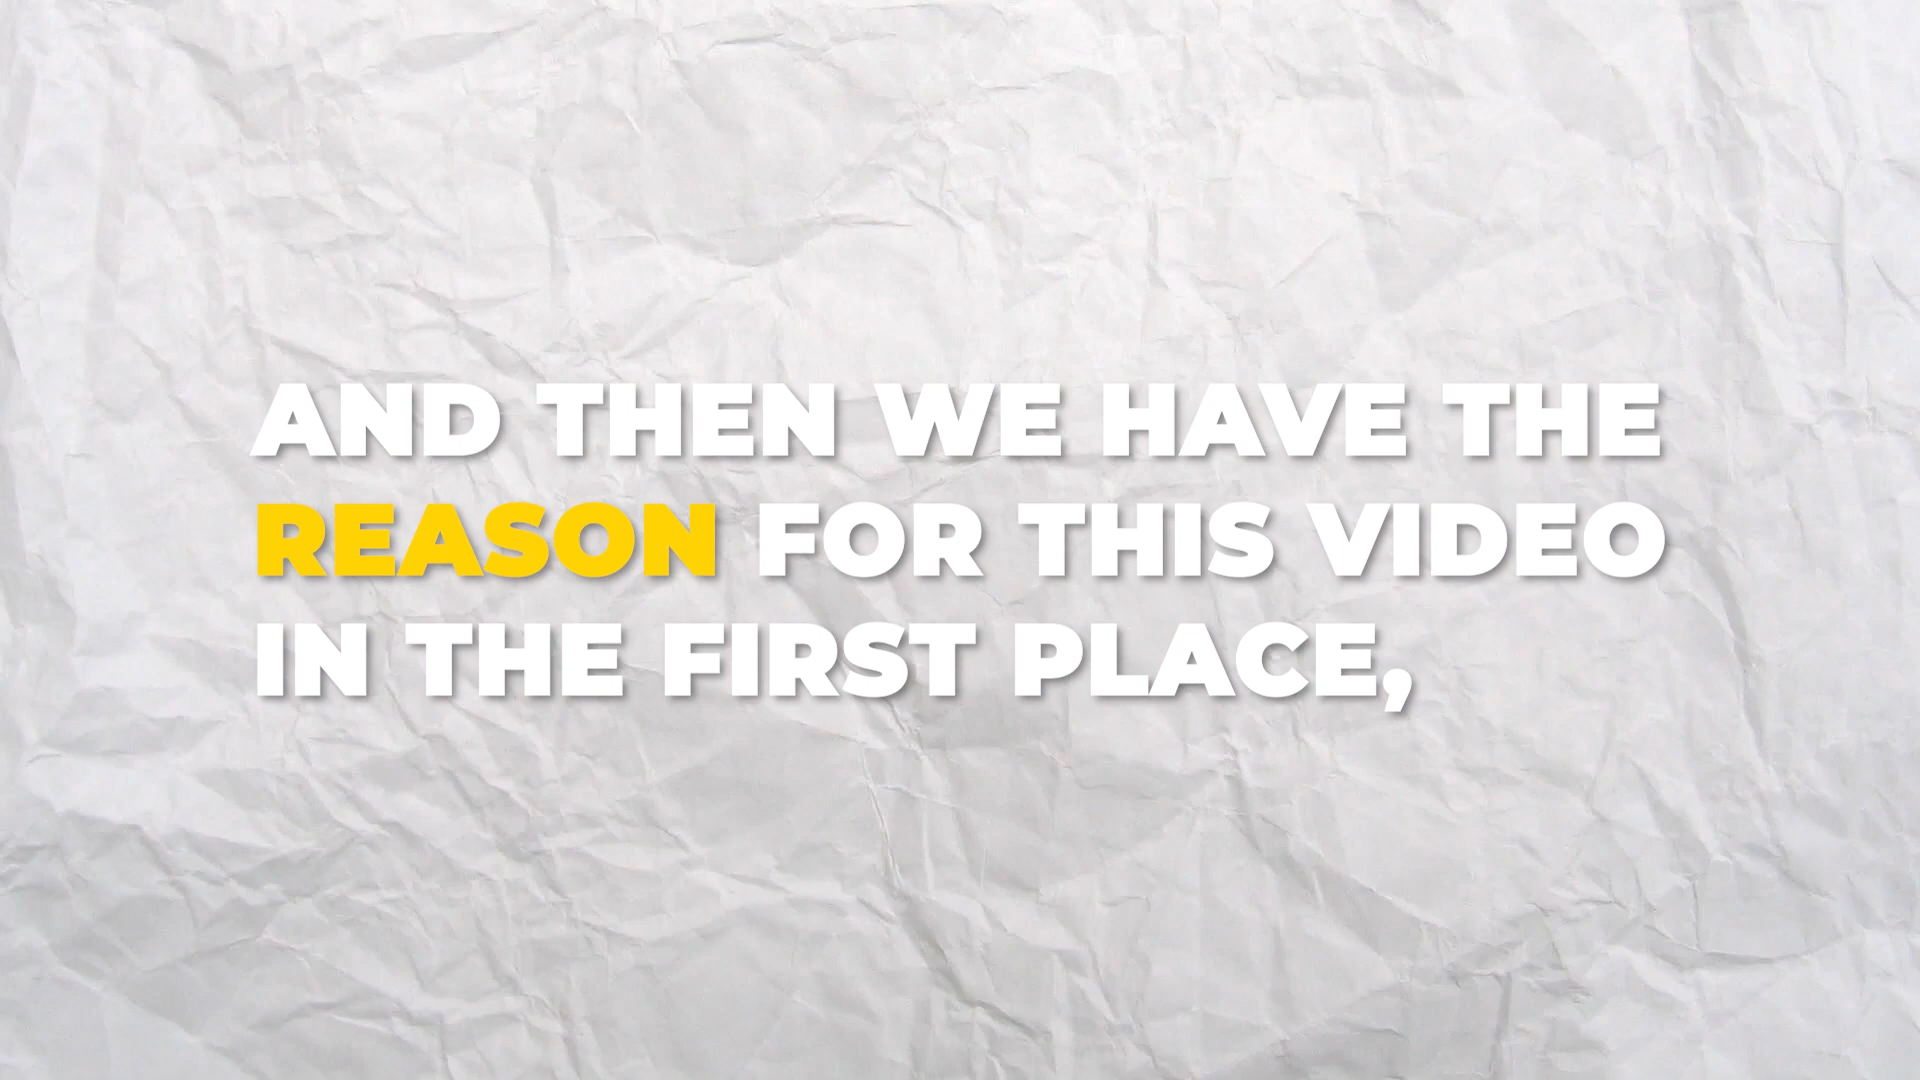 AND THEN WE HAVE THE
REASON FOR THIS VIDEO
IN THE FIRST PLACE,